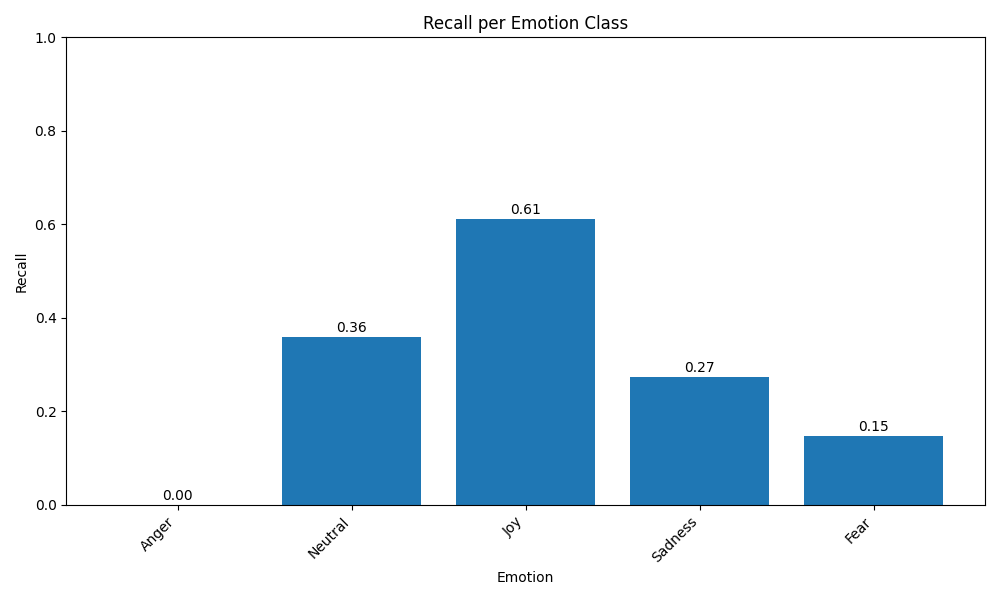 Recall per Emotion Class
1.0
0.8
0.6
0.4
0.2
0.0
Recall
0.00
0.36
0.61
0.27
0.15
Anger
Neutral
Joy
Sadness
Fear
Emotion